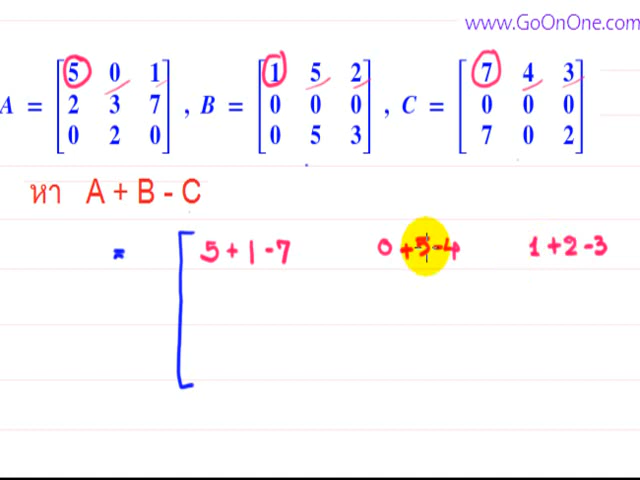 www.GoOnOne.com
A = [5 0 1; 2 3 7; 0 2 0] , B = [1 5 2; 0 0 0; 0 5 3] , C = [7 4 3; 0 0 0; 7 0 2]
หา A + B - C
= [ 5 + 1 - 7 0 + 5 - 4 1 + 2 - 3